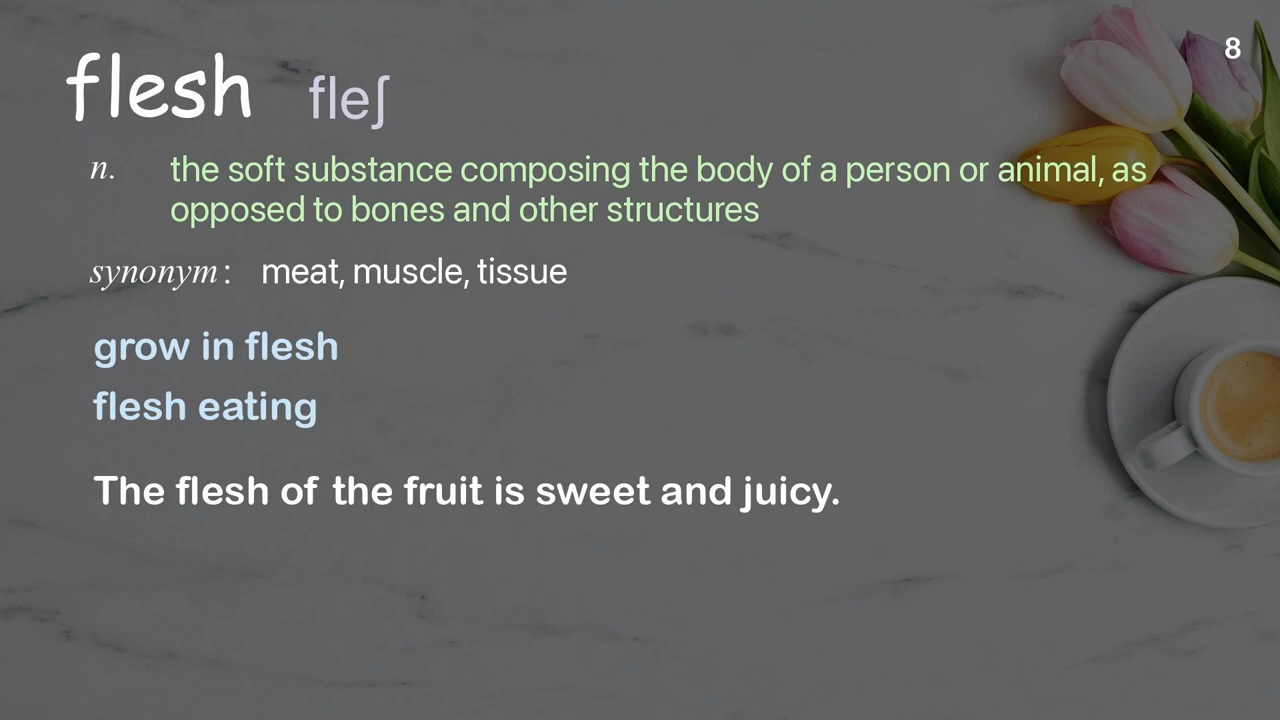 8
flesh fleʃ
n. the soft substance composing the body of a person or animal, as
opposed to bones and other structures
synonym: meat, muscle, tissue
grow in flesh
flesh eating
The flesh of the fruit is sweet and juicy.